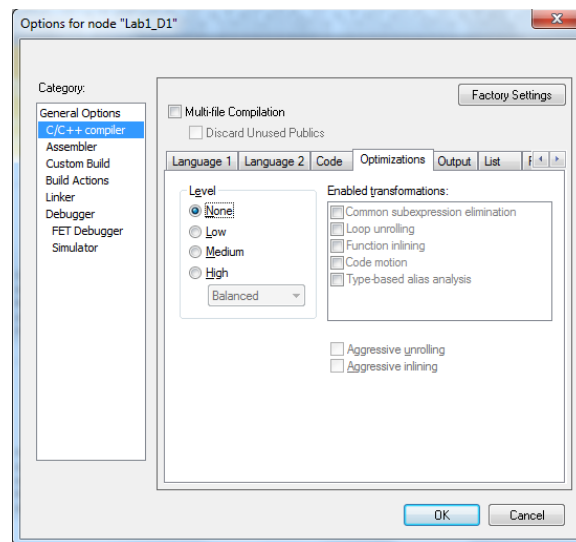 Options for node "Lab1_D1"
Category:
Factory Settings
General Options
C/C++ compiler
Assembler
Custom Build
Build Actions
Linker
Debugger
FET Debugger
Simulator
Multi-file Compilation
Discard Unused Publics
Language 1 Language 2 Code Optimizations Output List
Level
None
Low
Medium
High
Balanced
Enabled transformations:
Common subexpression elimination
Loop unrolling
Function inlining
Code motion
Type-based alias analysis
Aggressive unrolling
Aggressive inlining
OK Cancel